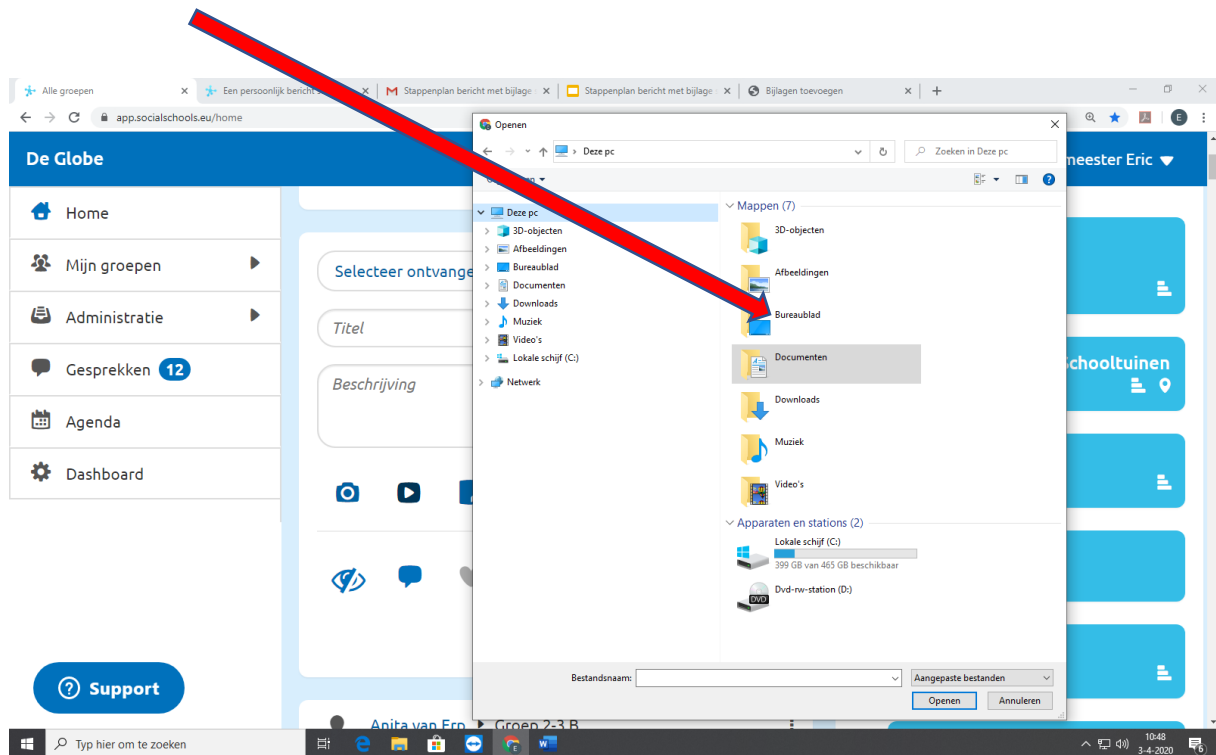 Alle groepen
Een persoonlijk bericht
Stappenplan bericht met bijlage
Stappenplan bericht met bijlage
Bijlagen toevoegen
app.socialschools.eu/home
E
De Globe
meester Eric
Home
Mijn groepen
Administratie
Gesprekken 12
Agenda
Dashboard
Support
Selecteer ontvange
Titel
Beschrijving
Anita van Erp
Groep 2-3 B
Schooltuinen
Openen
Deze pc
Zoeken in Deze pc
Deze pc
3D-objecten
Afbeeldingen
Bureaublad
Documenten
Downloads
Muziek
Video's
Lokale schijf (C:)
Netwerk
Mappen (7)
3D-objecten
Afbeeldingen
Bureaublad
Documenten
Downloads
Muziek
Video's
Apparaten en stations (2)
Lokale schijf (C:)
399 GB van 465 GB beschikbaar
DVD
Dvd-rw-station (D:)
Bestandsnaam:
Aangepaste bestanden
Openen
Annuleren
Typ hier om te zoeken
10:48
3-4-2020
6